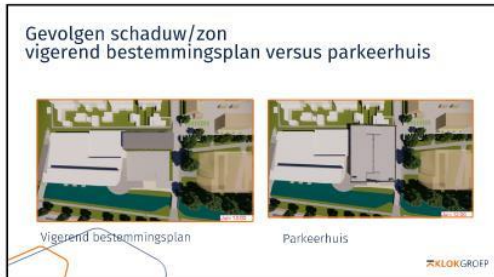 Gevolgen schaduw/zon
vigerend bestemmingsplan versus parkeerhuis
Vigerend bestemmingsplan
Parkeerhuis
KLOKGROEP